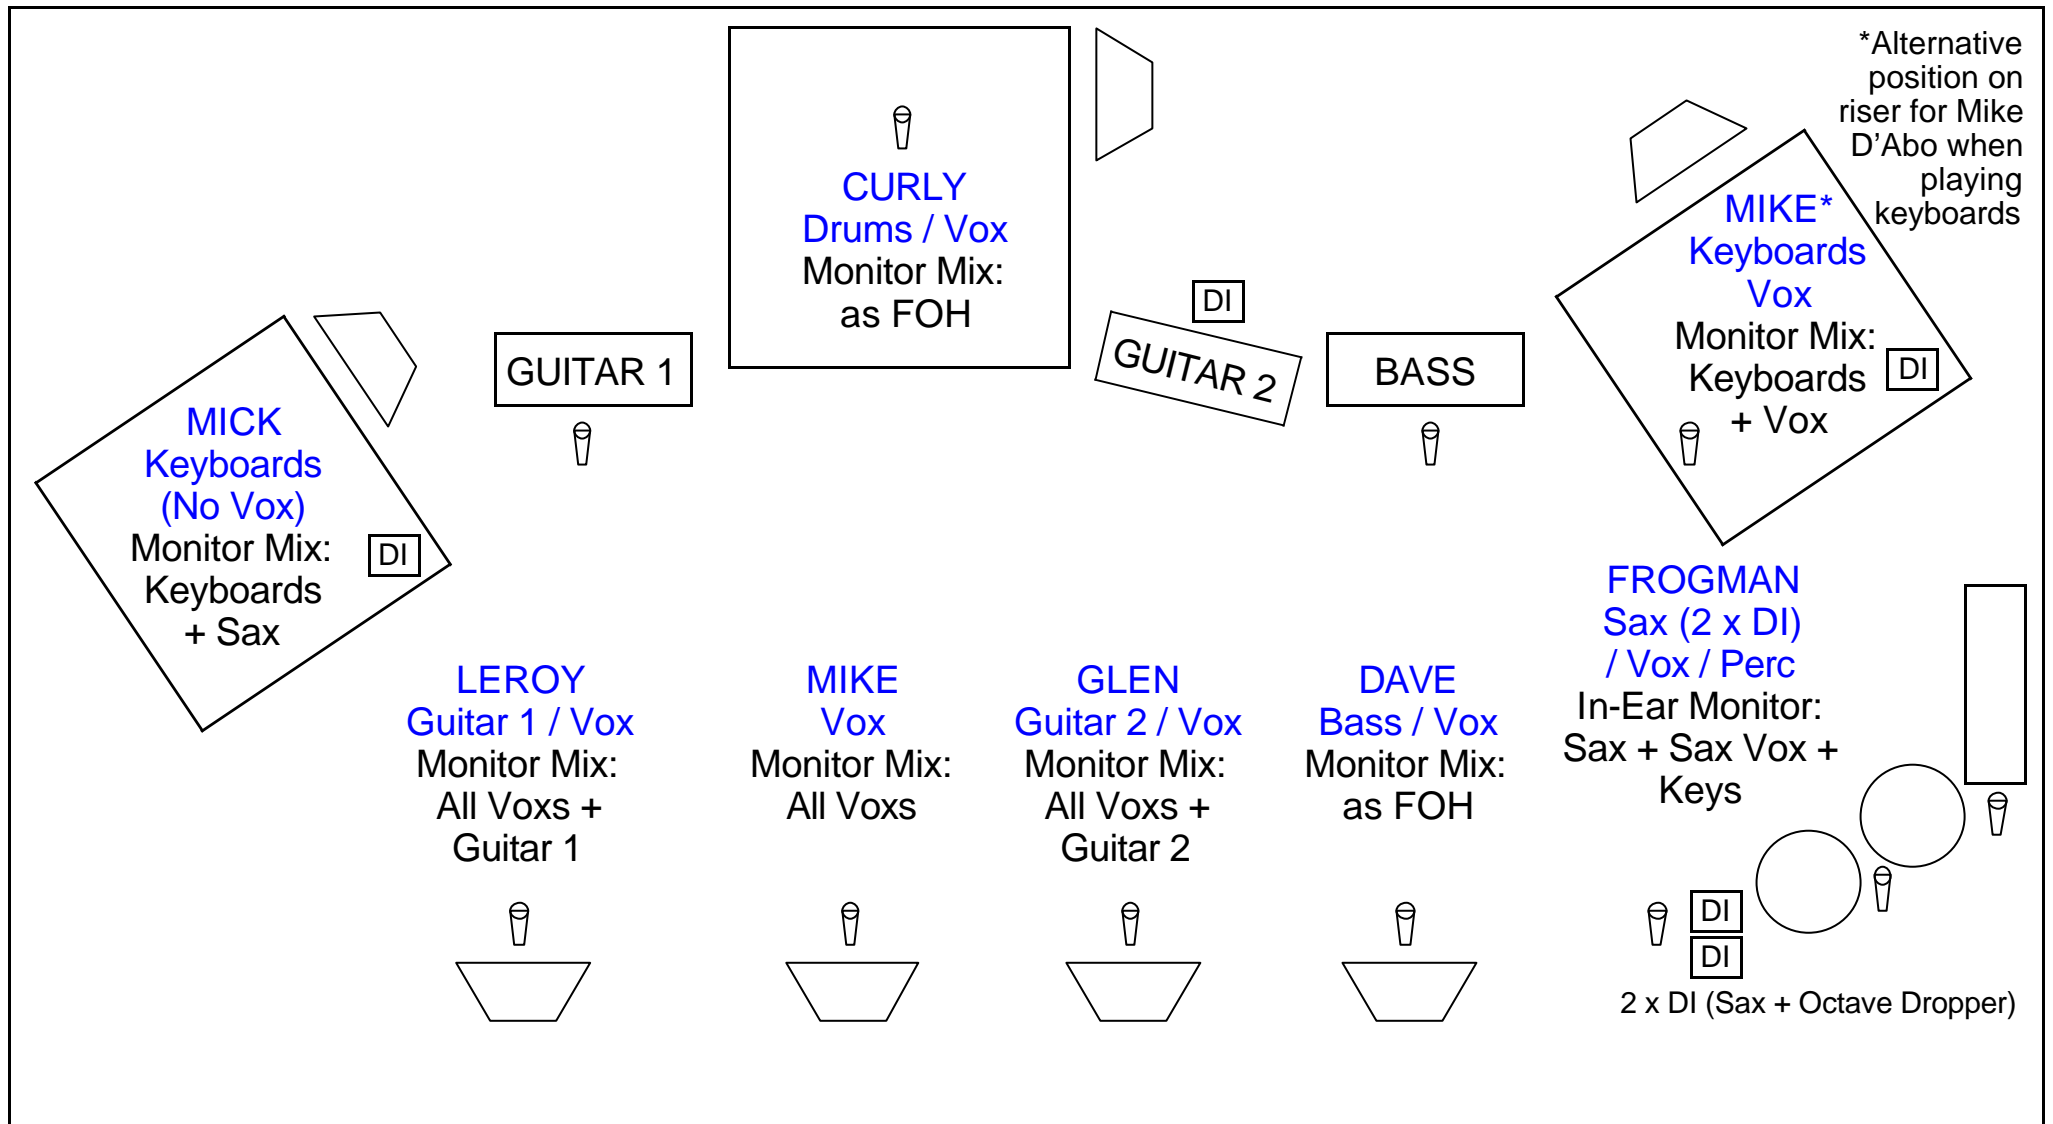 *Alternative
position on
riser for Mike
D'Abo when
playing
keyboards
CURLY
Drums / Vox
Monitor Mix:
as FOH
MIKE*
Keyboards
Vox
Monitor Mix:
Keyboards
+ Vox
DI
DI
GUITAR 1
GUITAR 2
BASS
MICK
Keyboards
(No Vox)
Monitor Mix:
Keyboards
+ Sax
DI
LEROY
Guitar 1 / Vox
Monitor Mix:
All Voxs +
Guitar 1
MIKE
Vox
Monitor Mix:
All Voxs
GLEN
Guitar 2 / Vox
Monitor Mix:
All Voxs +
Guitar 2
DAVE
Bass / Vox
Monitor Mix:
as FOH
FROGMAN
Sax (2 x DI)
/ Vox / Perc
In-Ear Monitor:
Sax + Sax Vox +
Keys
DI
DI
2 x DI (Sax + Octave Dropper)